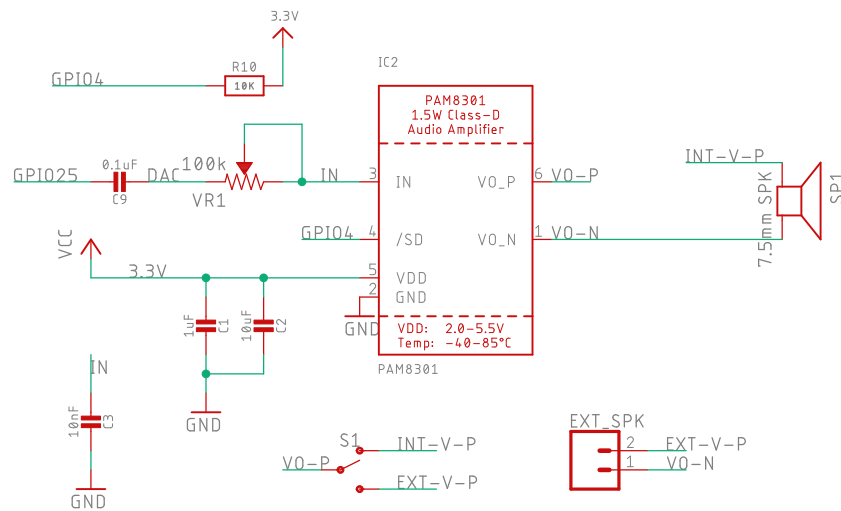 3.3V
IC2
R10
GPIO4
10K
PAM8301
1.5W Class-D
Audio Amplifier
0.1uF
100k
INT-V-P
GPIO25
DAC
IN
3
IN
VO_P
6
VO-P
C9
VR1
SP1
7.5mm SPK
GPIO4
4
/SD
VO_N
1
VO-N
VCC
3.3V
5
VDD
2
GND
GND
1uF
C1
10uF
C2
VDD: 2.0-5.5V
Temp: -40-85°C
PAM8301
IN
10nF
C3
GND
GND
S1
INT-V-P
VO-P
EXT-V-P
EXT_SPK
2
EXT-V-P
1
VO-N